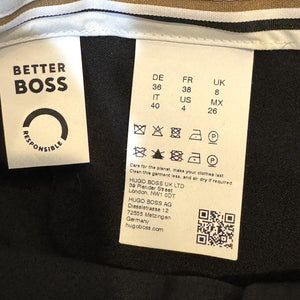 BETTER
BOSS
RESPONSIBLE
DE FR UK
36 38 8
IT US MX
40 4 26
Care for the planet, make your clothes last
Clean this garment less, and air dry if required
HUGO BOSS UK LTD
39 Plender Street
London, NW1 0DT
HUGO BOSS AG
Dieselstrasse 12
72555 Metzingen
Germany
hugoboss.com